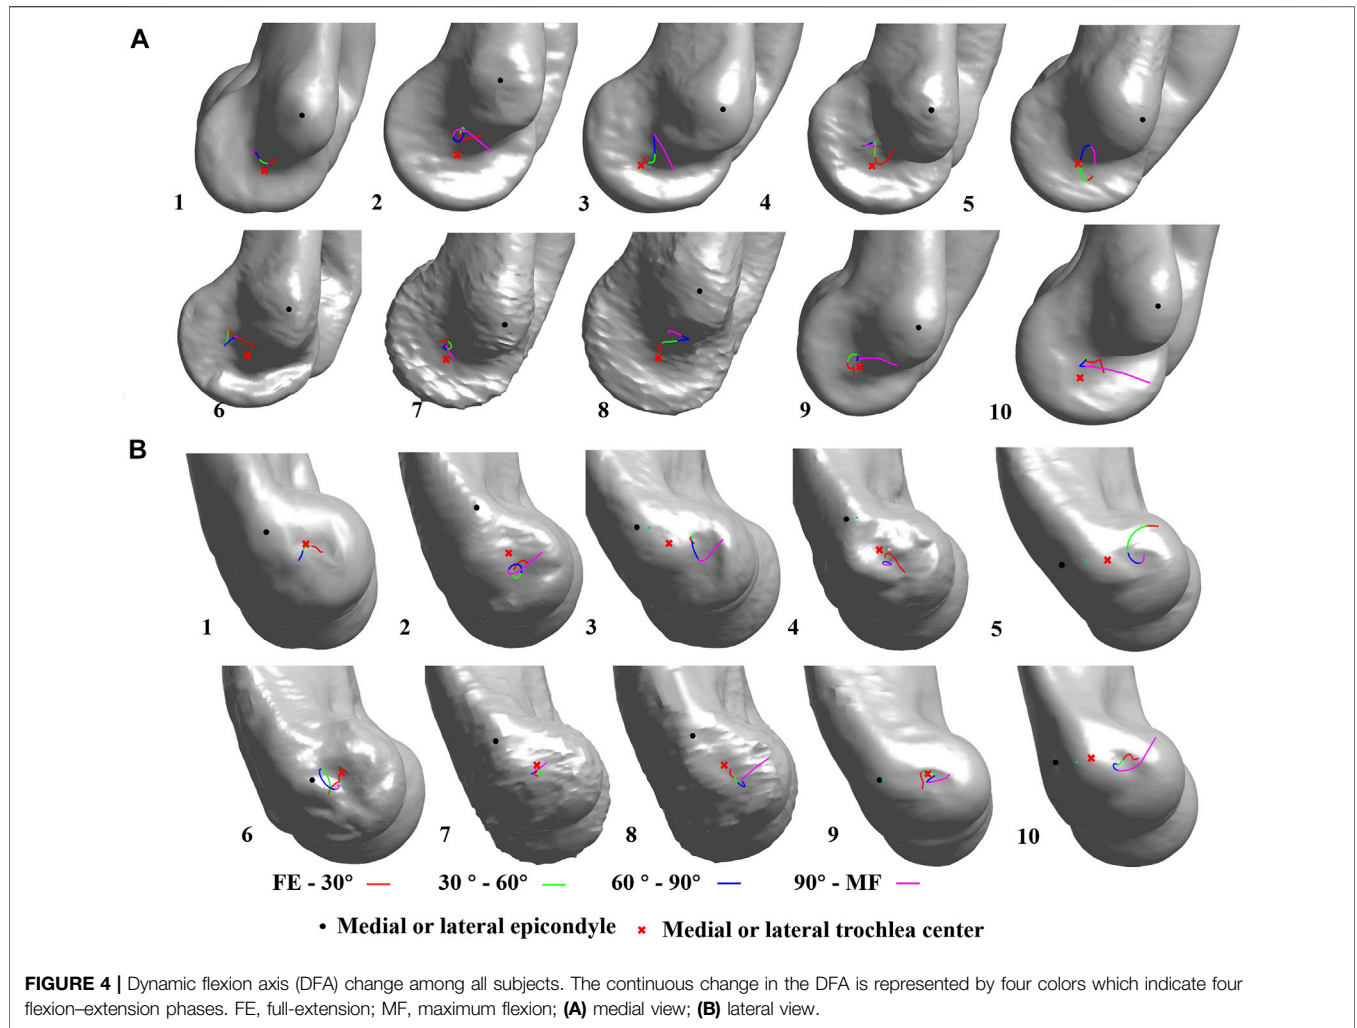 A
1 2 3 4 5
6 7 8 9 10
B
1 2 3 4 5
6 7 8 9 10
FE - 30° 30 ° - 60° 60 ° - 90° 90° - MF
• Medial or lateral epicondyle × Medial or lateral trochlea center
FIGURE 4 | Dynamic flexion axis (DFA) change among all subjects. The continuous change in the DFA is represented by four colors which indicate four
flexion–extension phases. FE, full-extension; MF, maximum flexion; (A) medial view; (B) lateral view.